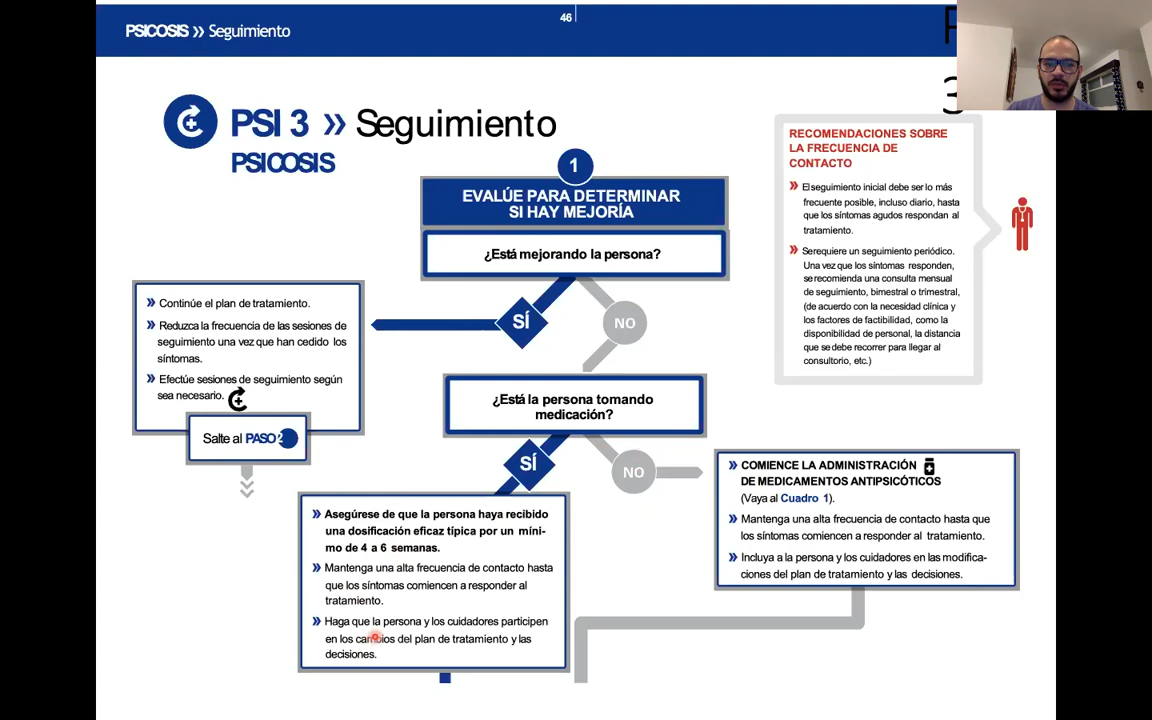 46
PSICOSIS » Seguimiento
PSI 3 » Seguimiento
PSICOSIS
1
EVALÚE PARA DETERMINAR
SI HAY MEJORÍA
¿Está mejorando la persona?
SÍ
NO
» Continúe el plan de tratamiento.
» Reduzca la frecuencia de las sesiones de
seguimiento una vez que han cedido los
síntomas.
» Efectúe sesiones de seguimiento según
sea necesario.
Salte al PASO 2
¿Está la persona tomando
medicación?
SÍ
NO
» Asegúrese de que la persona haya recibido
una dosificación eficaz típica por un míni-
mo de 4 a 6 semanas.
» Mantenga una alta frecuencia de contacto hasta
que los síntomas comiencen a responder al
tratamiento.
» Haga que la persona y los cuidadores participen
en los cambios del plan de tratamiento y las
decisiones.
» COMIENCE LA ADMINISTRACIÓN
DE MEDICAMENTOS ANTIPSICÓTICOS
(Vaya al Cuadro 1).
» Mantenga una alta frecuencia de contacto hasta que
los síntomas comiencen a responder al tratamiento.
» Incluya a la persona y los cuidadores en las modifica-
ciones del plan de tratamiento y las decisiones.
RECOMENDACIONES SOBRE
LA FRECUENCIA DE
CONTACTO
» El seguimiento inicial debe ser lo más
frecuente posible, incluso diario, hasta
que los síntomas agudos respondan al
tratamiento.
» Se requiere un seguimiento periódico.
Una vez que los síntomas responden,
se recomienda una consulta mensual
de seguimiento, bimestral o trimestral,
(de acuerdo con la necesidad clínica y
los factores de factibilidad, como la
disponibilidad de personal, la distancia
que se debe recorrer para llegar al
consultorio, etc.)